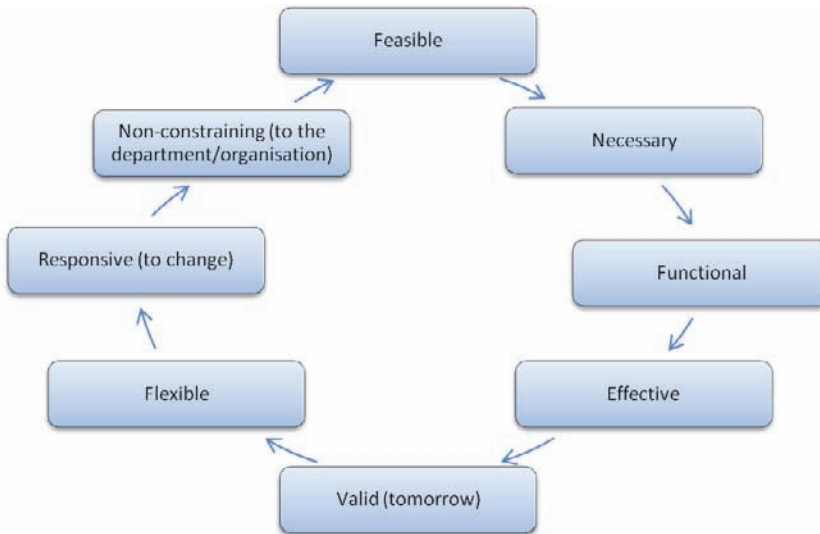 Feasible
Necessary
Functional
Effective
Valid (tomorrow)
Flexible
Responsive (to change)
Non-constraining (to the
department/organisation)